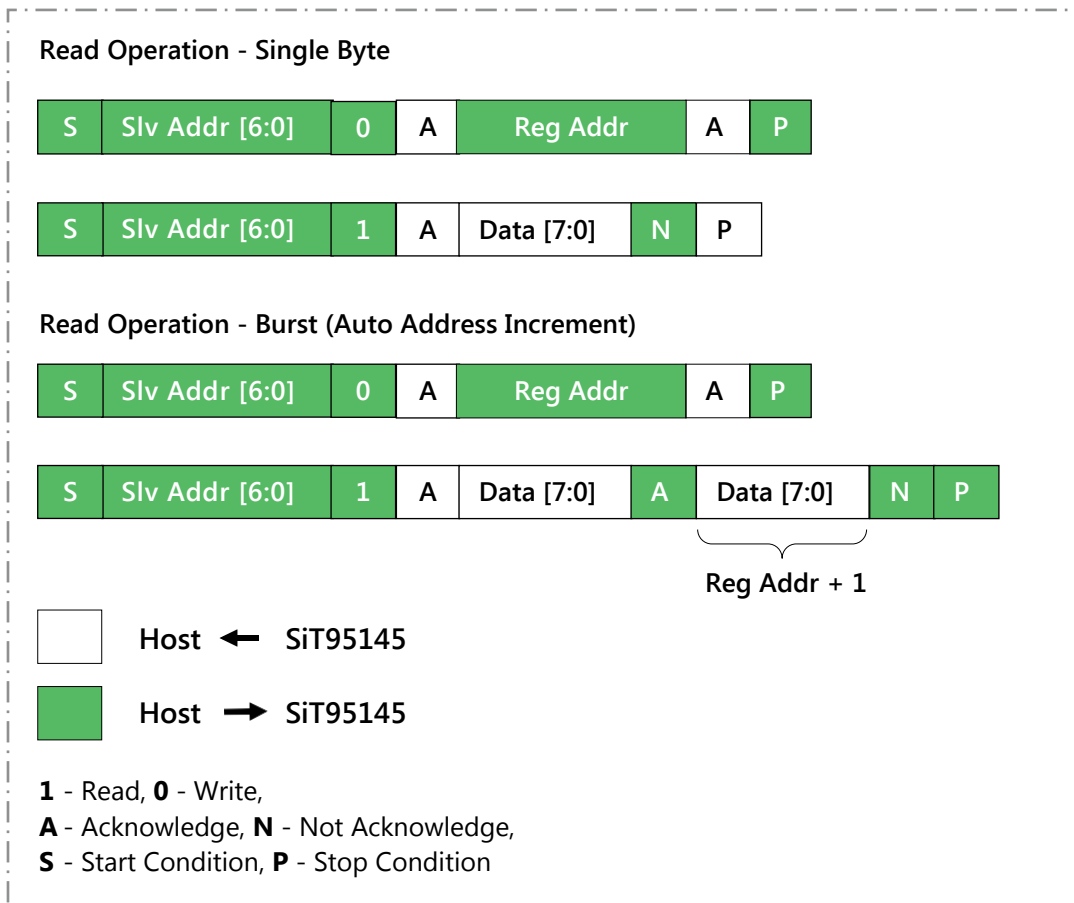 Read Operation - Single Byte
S Slv Addr [6:0] 0 A Reg Addr A P
S Slv Addr [6:0] 1 A Data [7:0] N P
Read Operation - Burst (Auto Address Increment)
S Slv Addr [6:0] 0 A Reg Addr A P
S Slv Addr [6:0] 1 A Data [7:0] A Data [7:0] N P
Reg Addr + 1
Host ← SiT95145
Host → SiT95145
1 - Read, 0 - Write,
A - Acknowledge, N - Not Acknowledge,
S - Start Condition, P - Stop Condition